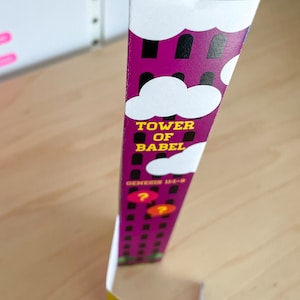 TOWER
OF
BABEL
GENESIS 11:1-9
?
?